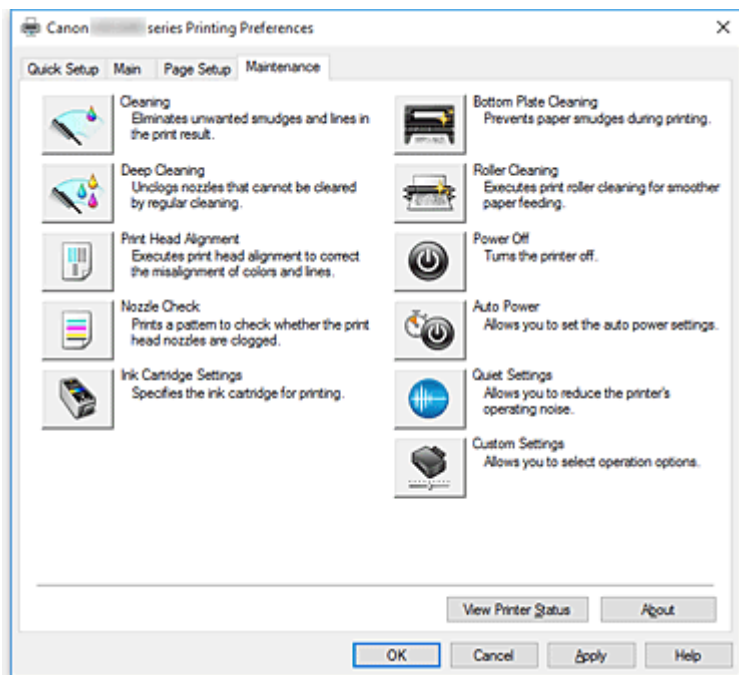 Canon series Printing Preferences
Quick Setup Main Page Setup Maintenance
Cleaning
Eliminates unwanted smudges and lines in
the print result.
Deep Cleaning
Unclogs nozzles that cannot be cleared
by regular cleaning.
Print Head Alignment
Executes print head alignment to correct
the misalignment of colors and lines.
Nozzle Check
Prints a pattern to check whether the print
head nozzles are clogged.
Ink Cartridge Settings
Specifies the ink cartridge for printing.
Bottom Plate Cleaning
Prevents paper smudges during printing.
Roller Cleaning
Executes print roller cleaning for smoother
paper feeding.
Power Off
Turns the printer off.
Auto Power
Allows you to set the auto power settings.
Quiet Settings
Allows you to reduce the printer's
operating noise.
Custom Settings
Allows you to select operation options.
View Printer Status About
OK Cancel Apply Help